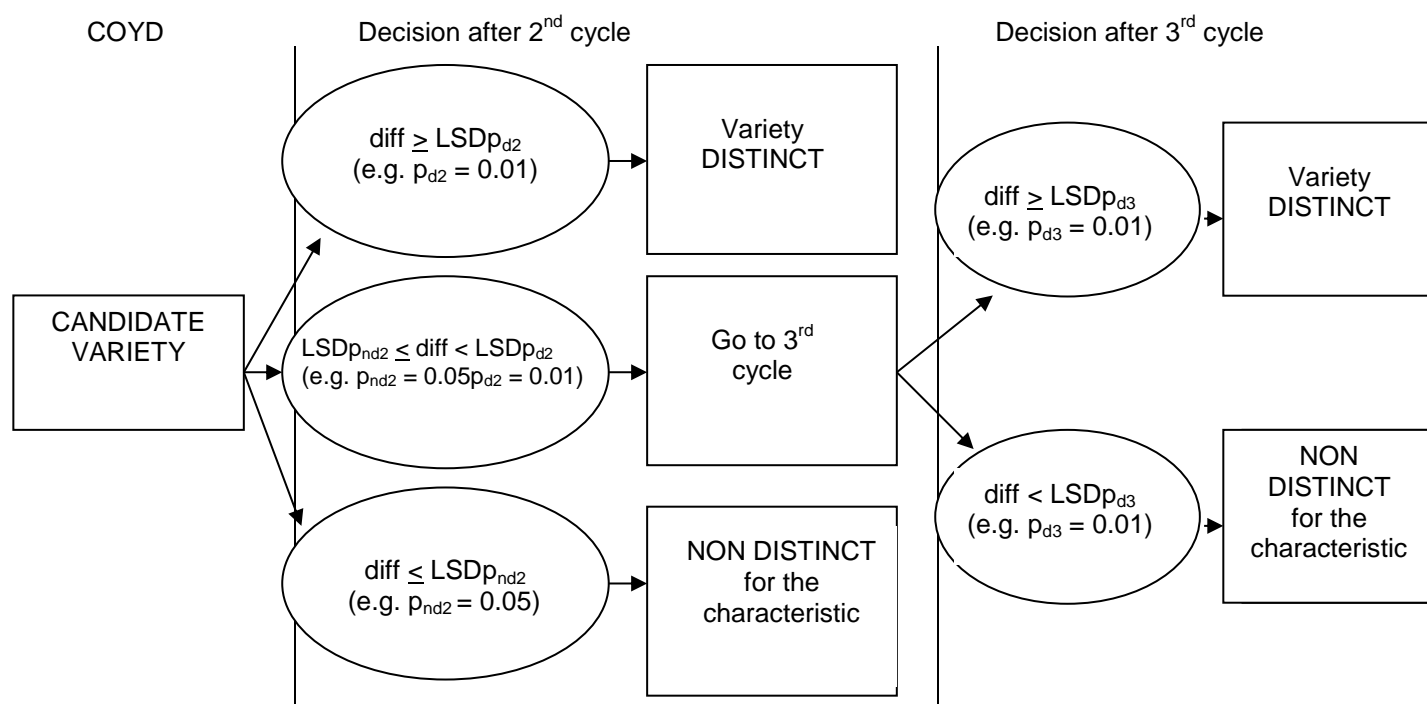 COYD
Decision after 2nd cycle
Decision after 3rd cycle
diff ≥ LSDpd2
(e.g. pd2 = 0.01)
Variety
DISTINCT
diff ≥ LSDpd3
(e.g. pd3 = 0.01)
Variety
DISTINCT
CANDIDATE
VARIETY
LSDpnd2 ≤ diff < LSDpd2
(e.g. pnd2 = 0.05pd2 = 0.01)
Go to 3rd
cycle
diff ≤ LSDpnd2
(e.g. pnd2 = 0.05)
NON DISTINCT
for the
characteristic
diff < LSDpd3
(e.g. pd3 = 0.01)
NON
DISTINCT
for the
characteristic